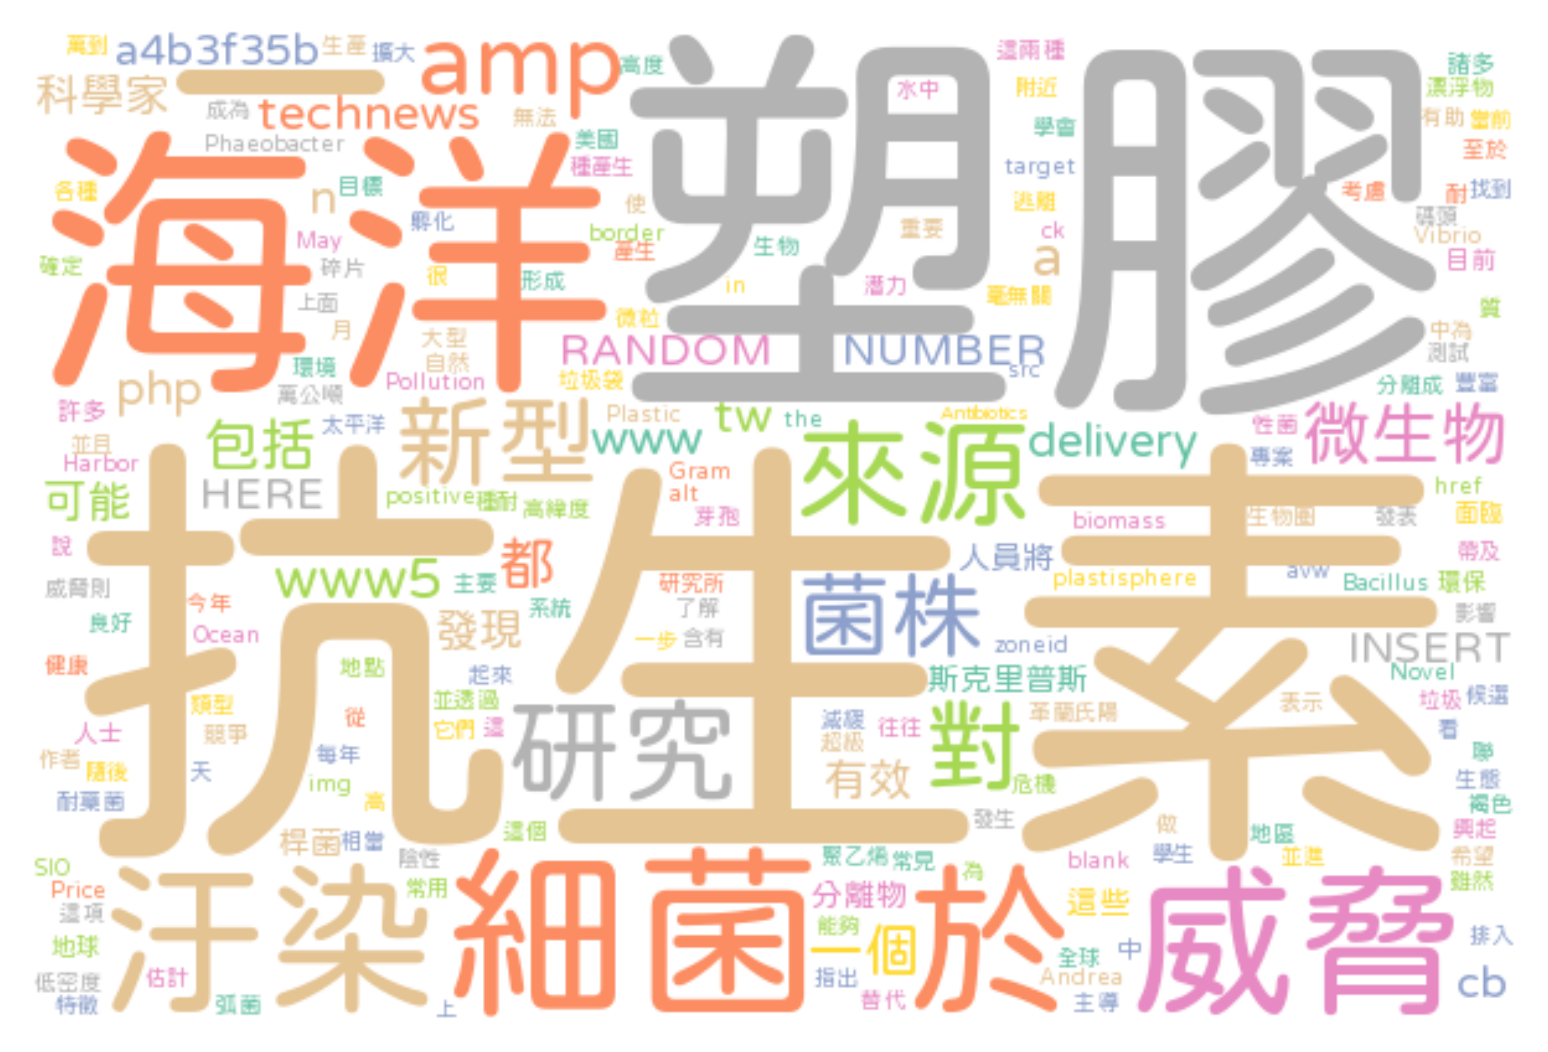 萬到 a4b3f35b 生產 擴大 amp 高度 塑膠 這兩種 諸多
科學家 一 水中 附近 漂浮物
成為 technews 無法 美國 學會 有助 當前
Phaeobacter 種產生 target 至於
海洋 各種 n 目標 孵化 使 逃離 考慮 耐 找到
May border 產生 生物 重要 ck 碼頭 Vibrio
確定 碎片 很 形成 in 潛力 a 毫無關 目前
上面 月 微粒 質
大型 自然 RANDOM NUMBER src 中為 測試
環境 萬公噸 Pollution 垃圾袋 分離成 豐富
php
許多 包括 太平洋 新型 Plastic www tw the Antibiotics 來源 delivery 性菌 微生物
並且 Harbor Gram alt 專案
可能 HERE positive 種耐 高緯度 芽孢 biomass 生物圈 發表 href 面臨
抗生素
說 www5 主要 都 研究所 人員將 plastisphere avw Bacillus 環保 帶及
威脅則 今年 良好 Ocean 發現 系統 了解 一步 含有 菌株 zoneid 影響 INSERT
健康 地點 起來 斯克里普斯 Novel
類型 並透過 垃圾 候選
人士 競爭 從 它們 這 研究 減緩 超級 往往 對 革蘭氏陽 表示 看
作者 隨後 天 每年 聯
耐藥菌 img 高 有效 危機 生態 褐色
桿菌 相當 這個 發生 做 地區 興起
SIO 陰性 聚乙烯 常見 為 blank 學生 並進 希望
Price 汙染 常用 細菌 分離物 於 這些 威脅 雖然
這項
地球 能夠 一個 全球 中 排入
低密度 估計 指出 Andrea cb
特徵 弧菌 上 替代 主導